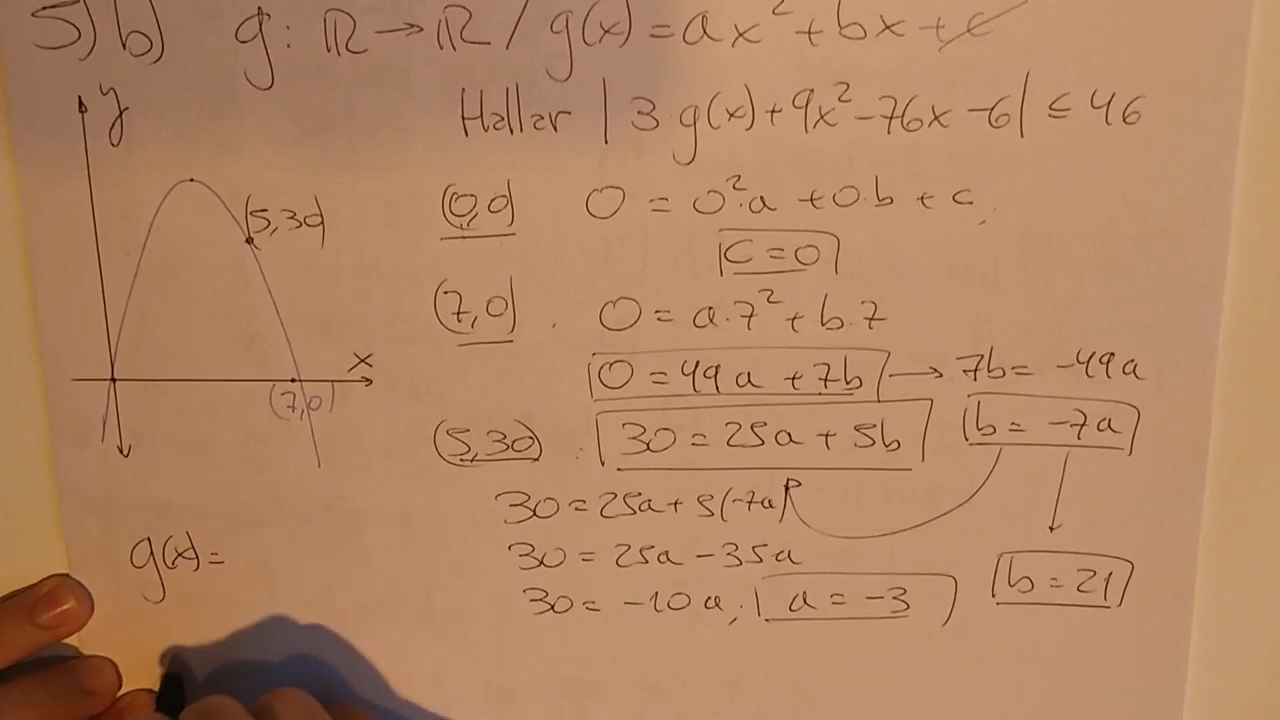 5) b) g: ℝ → ℝ / g(x) = ax² + bx + c
Hallar | 3 g(x) + 9x² - 76x - 6 | ≤ 46
y
(5,30)
x
(7,0)
g(x) =
(0,0) 0 = 0²·a + 0·b + c
c = 0
(7,0) . 0 = a·7² + b·7
0 = 49a + 7b → 7b = -49a
(5,30) . 30 = 25a + 5b b = -7a
30 = 25a + 5(-7a)
30 = 25a - 35a
30 = -10a; a = -3 b = 21